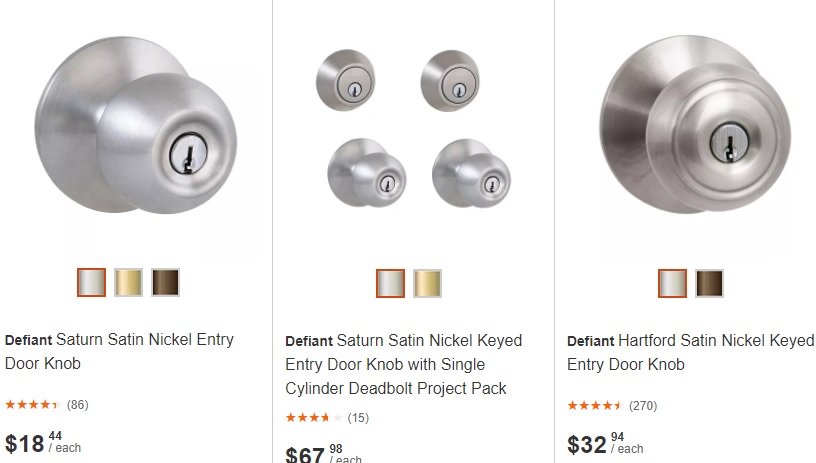 Defiant Saturn Satin Nickel Entry
Door Knob
(86)
$18 44 / each
Defiant Saturn Satin Nickel Keyed
Entry Door Knob with Single
Cylinder Deadbolt Project Pack
(15)
$67 98 / each
Defiant Hartford Satin Nickel Keyed
Entry Door Knob
(270)
$32 94 / each